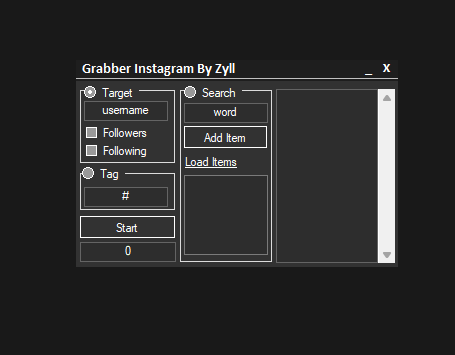 Grabber Instagram By Zyll
_ X
Target
username
Followers
Following
Tag
#
Start
0
Search
word
Add Item
Load Items